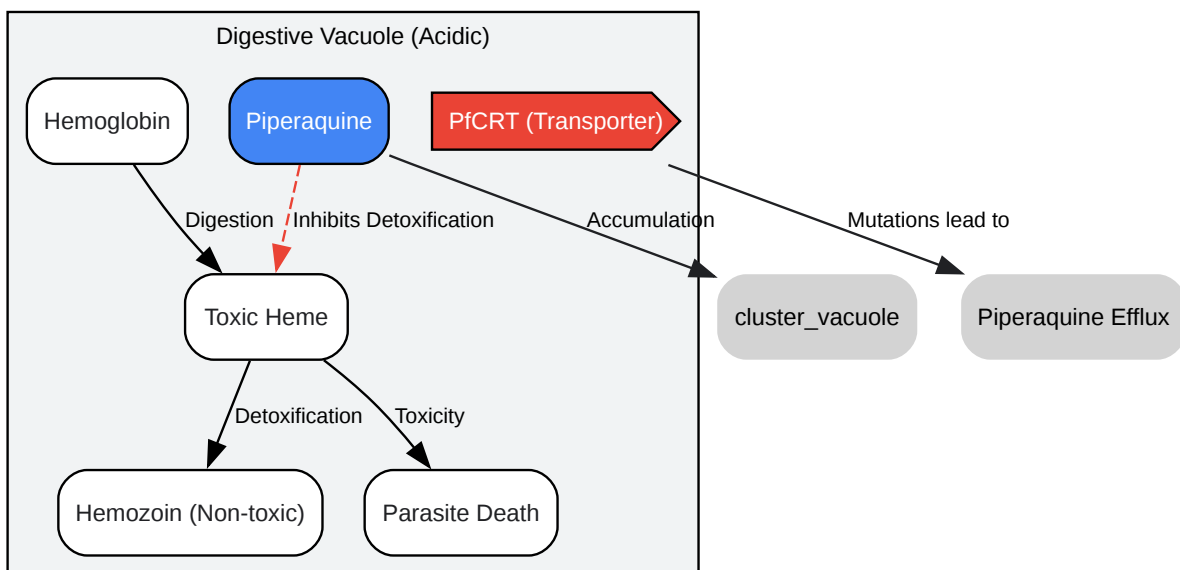 Digestive Vacuole (Acidic)
Hemoglobin
Piperaquine
PfCRT (Transporter)
Digestion
Inhibits Detoxification
Accumulation
Mutations lead to
Toxic Heme
cluster_vacuole
Piperaquine Efflux
Detoxification
Toxicity
Hemozoin (Non-toxic)
Parasite Death